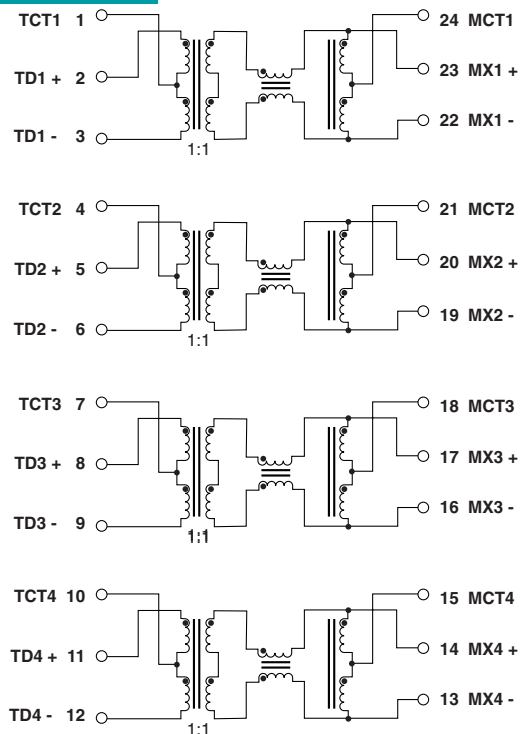 TCT1 1
24 MCT1
TD1 + 2
23 MX1 +
TD1 - 3
22 MX1 -
1:1
TCT2 4
21 MCT2
TD2 + 5
20 MX2 +
TD2 - 6
19 MX2 -
1:1
TCT3 7
18 MCT3
TD3 + 8
17 MX3 +
TD3 - 9
16 MX3 -
1:1
TCT4 10
15 MCT4
TD4 + 11
14 MX4 +
TD4 - 12
13 MX4 -
1:1